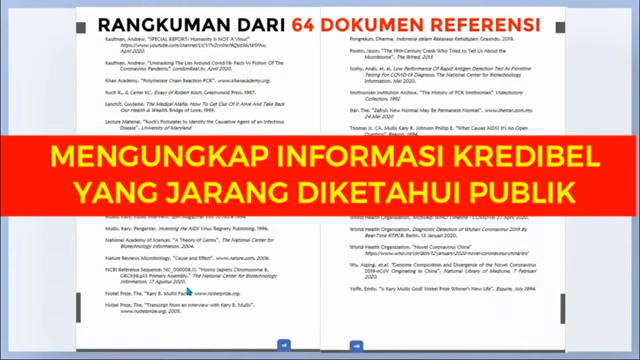 RANGKUMAN DARI 64 DOKUMEN REFERENSI
Kaufman, Andrew. "SPECIAL REPORT: Humanity Is NOT A Virus!"
April 2020.
Kaufman, Andrew. "Unmasking The Lies Around Covid-19: Facts Vs Fiction Of The
Coronavirus Pandemic" LondonReal.tv, April 2020.
Khan Academy. "Polymerase Chain Reaction PCR". www.khanacademy.org.
Koch R., & Carter KC. Essays of Robert Koch. Greenwood Press, 1987.
Lanctôt, Guylaine. The Medical Mafia: How To Get Out Of It Alive And Take Back
Our Health & Wealth. Bridge of Love, 1995.
Lecture Material. "Koch's Postulates to Identify the Causative Agent of an Infectious
Disease". University of Maryland
MENGUNGKAP INFORMASI KREDIBEL
YANG JARANG DIKETAHUI PUBLIK
Mullis, Kary. Pengantar. Inventing the AIDS Virus. Regnery Publishing, 1996.
National Academy of Sciences. "A Theory of Germs". The National Center for
Biotechnology Information, 2004.
Nature Reviews Microbiology. "Cause and Effect". www.nature.com, 2006.
NCBI Reference Sequence: NC_000008.11. "Homo Sapiens Chromosome 8,
GRCh38.p13 Primary Assembly." The National Center for Biotechnology
Information, 17 Agustus 2020.
Nobel Prize, The. "Kary B. Mullis Facts". www.nobelprize.org.
Nobel Prize, The. "Transcript from an interview with Kary B. Mullis".
www.nobelprize.org, 2005.
Pongrekun, Dharma. Indonesia dalam Rekayasa Kehidupan. Grasindo, 2019.
Pontin, Jason. "The 19th-Century Crank Who Tried to Tell Us About the
Microbiome". The Wired, 2018
Low Performance Of Rapid Antigen Detection Test As Frontline
Testing For COVID-19 Diagnosis. The National Center for Biotechnology
Information, Mei 2020.
Smithsonian Institution Archive. "The History of PCR Smithsonian" Videohistory
Collection, 1992
Star, The. "Zafrul: New Normal May Be Permanent Normal". www.thestar.com.my.
24 Mei 2020
Thomas Jr. CA. Mullis Kary B. Johnson Phillip E. "What Causes AIDS? It's An Open
Question". Reason, 1994.
World Health Organization. Diagnostic Detection of Wuhan Coronavirus 2019 By
Real-Time RTPCR. Berlin, 13 Januari 2020.
World Health Organization. "Novel Coronavirus China"
Wu, Aiping, et.al. "Genome Composition and Divergence of the Novel Coronavirus
2019-nCoV Originating in China", National Library of Medicine, 7 Februari
2020.
Yoffe, Emily. "Is Kary Mullis God? Nobel Prize Winner's New Life". Esquire, July 1994.